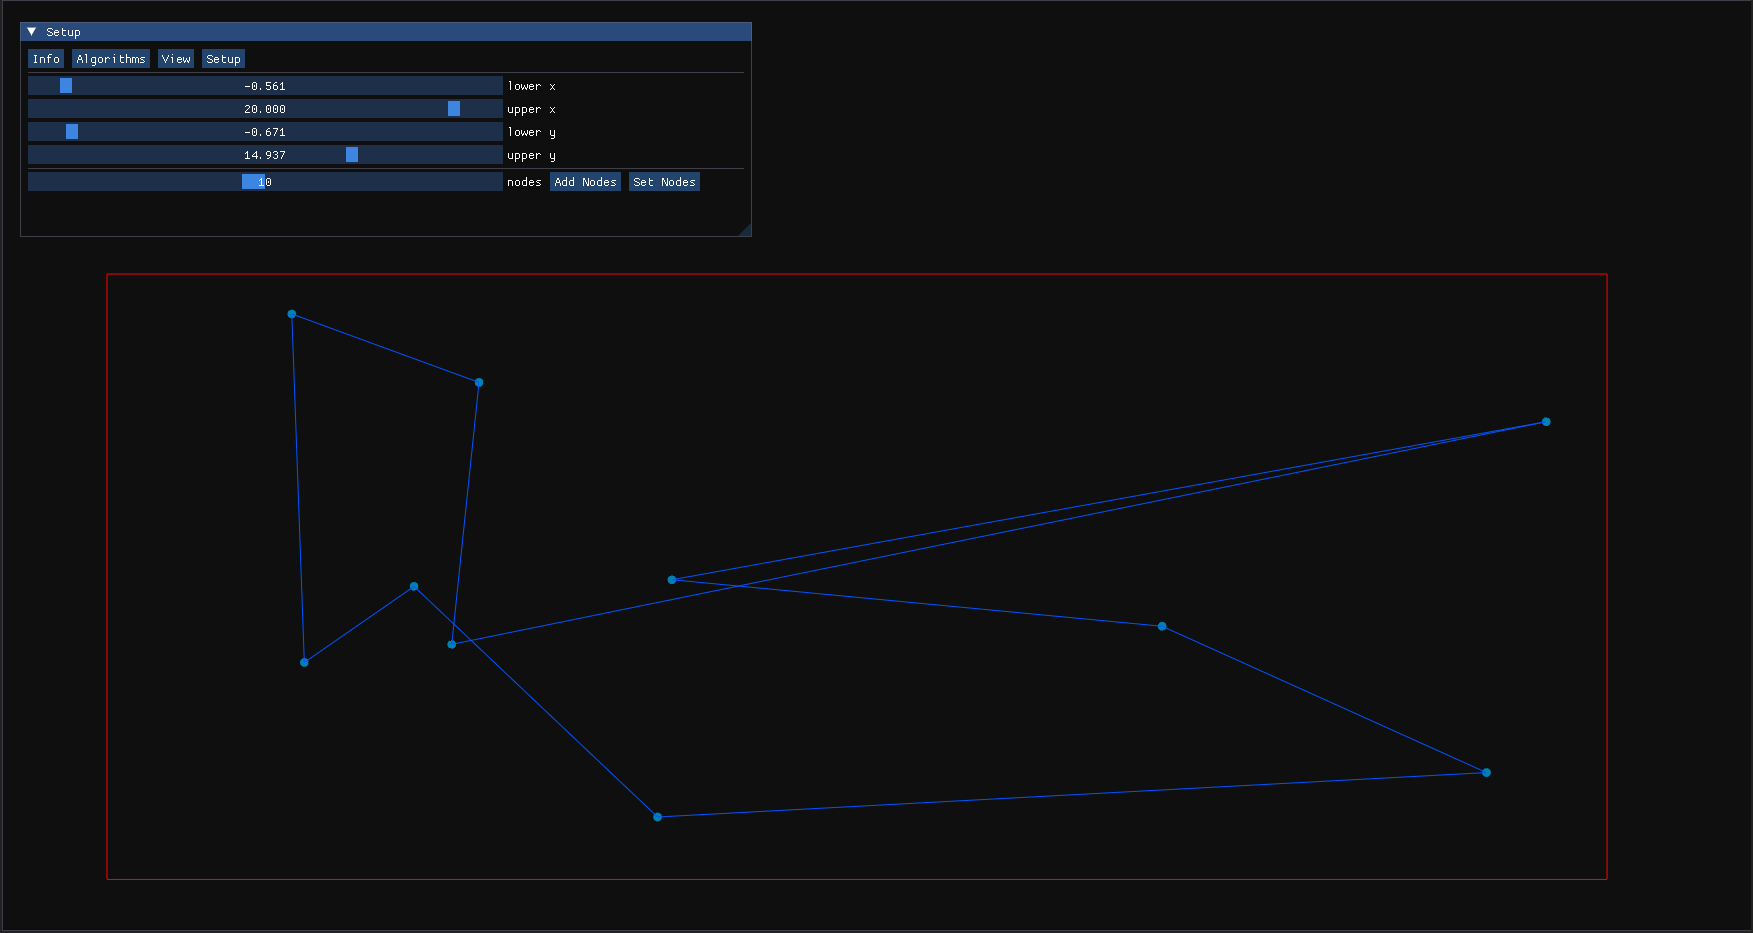 Setup
Info Algorithms View Setup
-0.561 lower x
20.000 upper x
-0.671 lower y
14.937 upper y
10 nodes Add Nodes Set Nodes